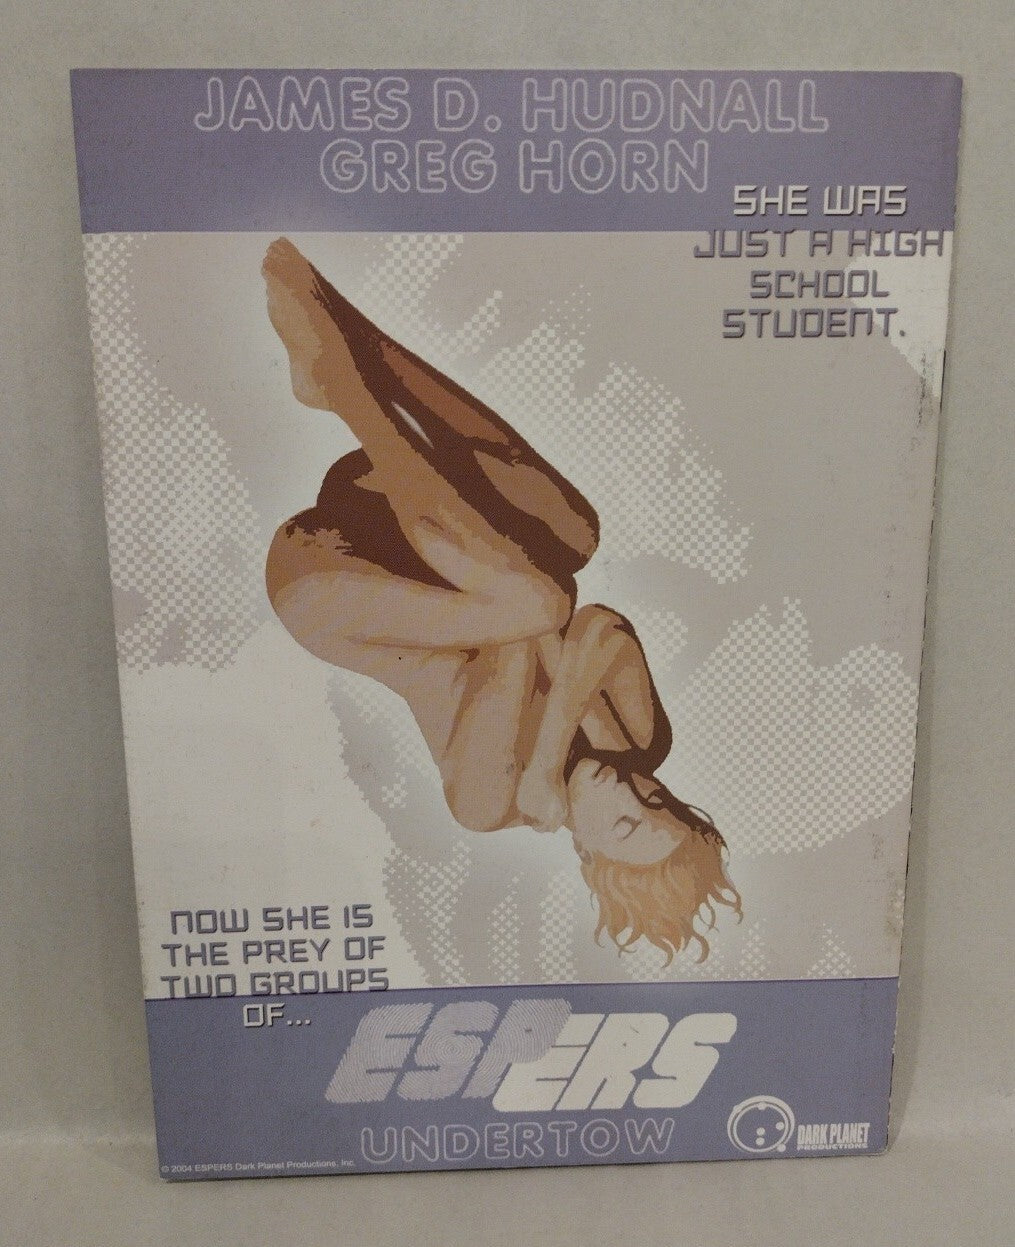 JAMES D. HUDNALL
GREG HORN
SHE WAS
JUST A HIGH
SCHOOL
STUDENT.
NOW SHE IS
THE PREY OF
TWO GROUPS
OF...
ESPERS
UNDERTOW
DARK PLANET
PRODUCTIONS
© 2004 ESPERS Dark Planet Productions, Inc.